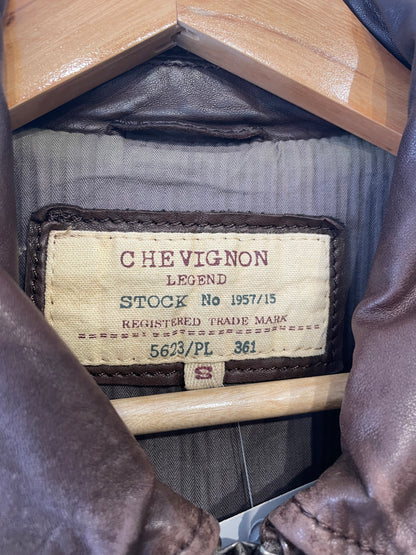 CHEVIGNON
LEGEND
STOCK No 1957/15
REGISTERED TRADE MARK
5623/PL 361
S